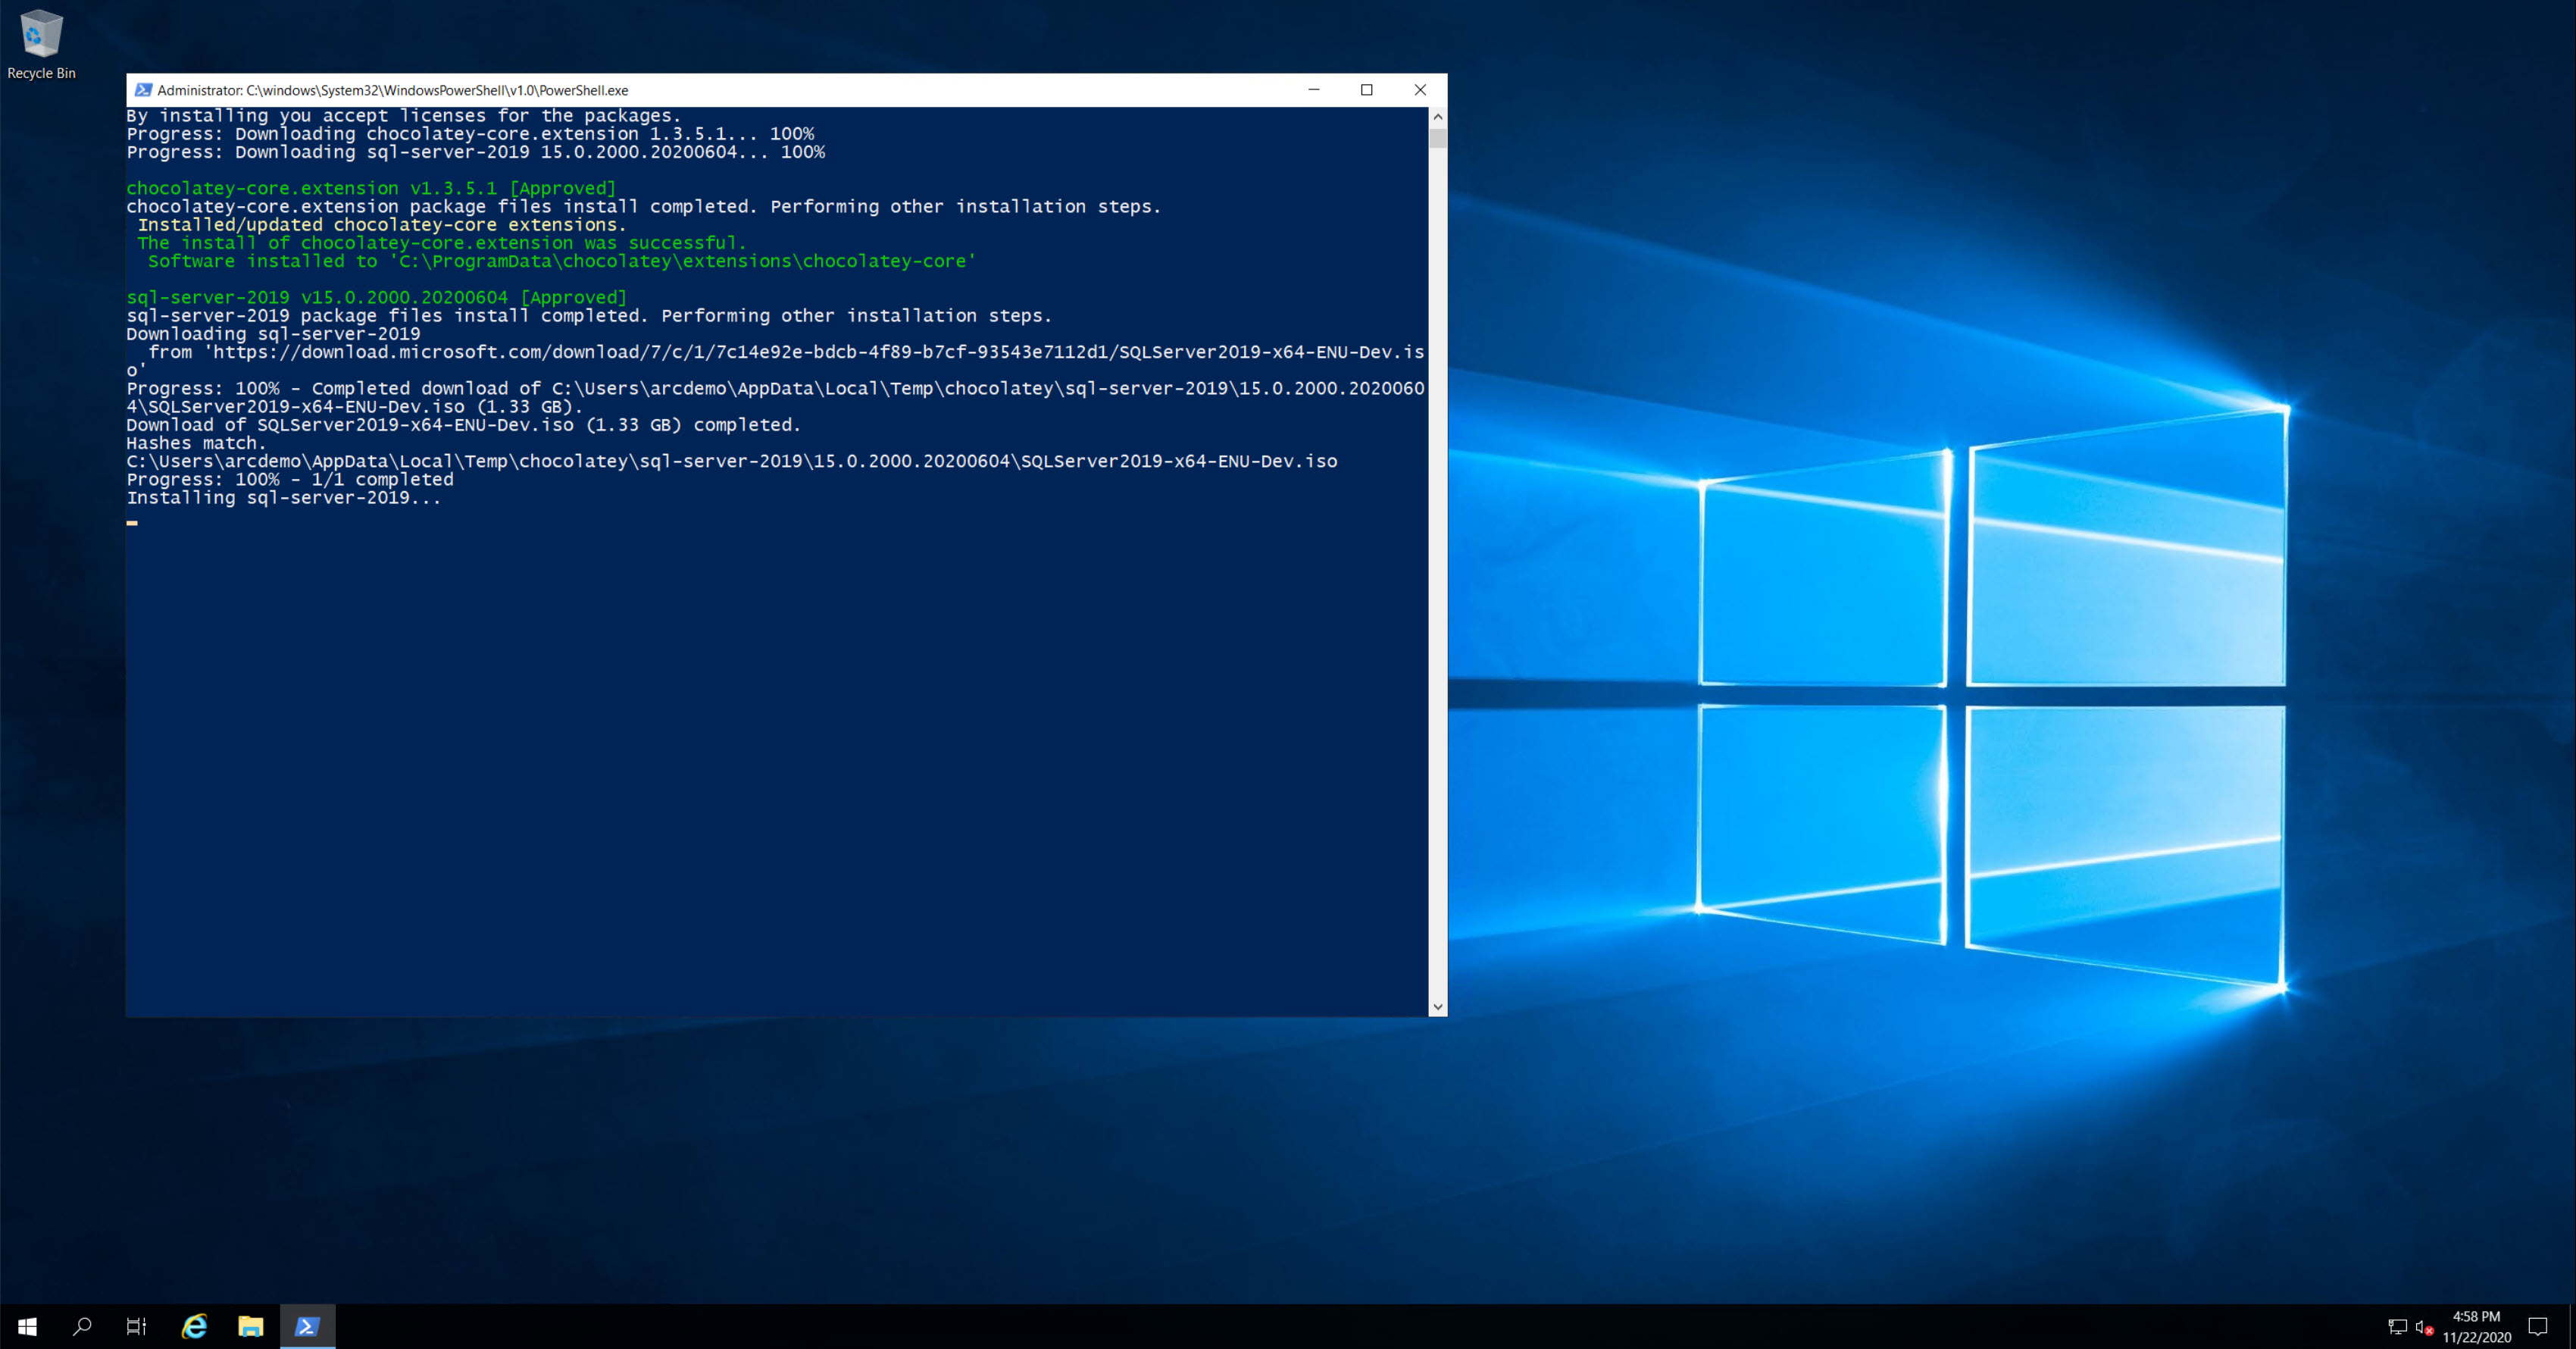 Recycle Bin
Administrator: C:\windows\System32\WindowsPowerShell\v1.0\PowerShell.exe
By installing you accept licenses for the packages.
Progress: Downloading chocolatey-core.extension 1.3.5.1... 100%
Progress: Downloading sql-server-2019 15.0.2000.20200604... 100%
chocolatey-core.extension v1.3.5.1 [Approved]
chocolatey-core.extension package files install completed. Performing other installation steps.
Installed/updated chocolatey-core extensions.
The install of chocolatey-core.extension was successful.
Software installed to 'C:\ProgramData\chocolatey\extensions\chocolatey-core'
sql-server-2019 v15.0.2000.20200604 [Approved]
sql-server-2019 package files install completed. Performing other installation steps.
Downloading sql-server-2019
from 'https://download.microsoft.com/download/7/c/1/7c14e92e-bdcb-4f89-b7cf-93543e7112d1/SQLServer2019-x64-ENU-Dev.is
o'
Progress: 100% - Completed download of C:\Users\arcdemo\AppData\Local\Temp\chocolatey\sql-server-2019\15.0.2000.2020060
4\SQLServer2019-x64-ENU-Dev.iso (1.33 GB).
Download of SQLServer2019-x64-ENU-Dev.iso (1.33 GB) completed.
Hashes match.
C:\Users\arcdemo\AppData\Local\Temp\chocolatey\sql-server-2019\15.0.2000.20200604\SQLServer2019-x64-ENU-Dev.iso
Progress: 100% - 1/1 completed
Installing sql-server-2019...
4:58 PM
11/22/2020